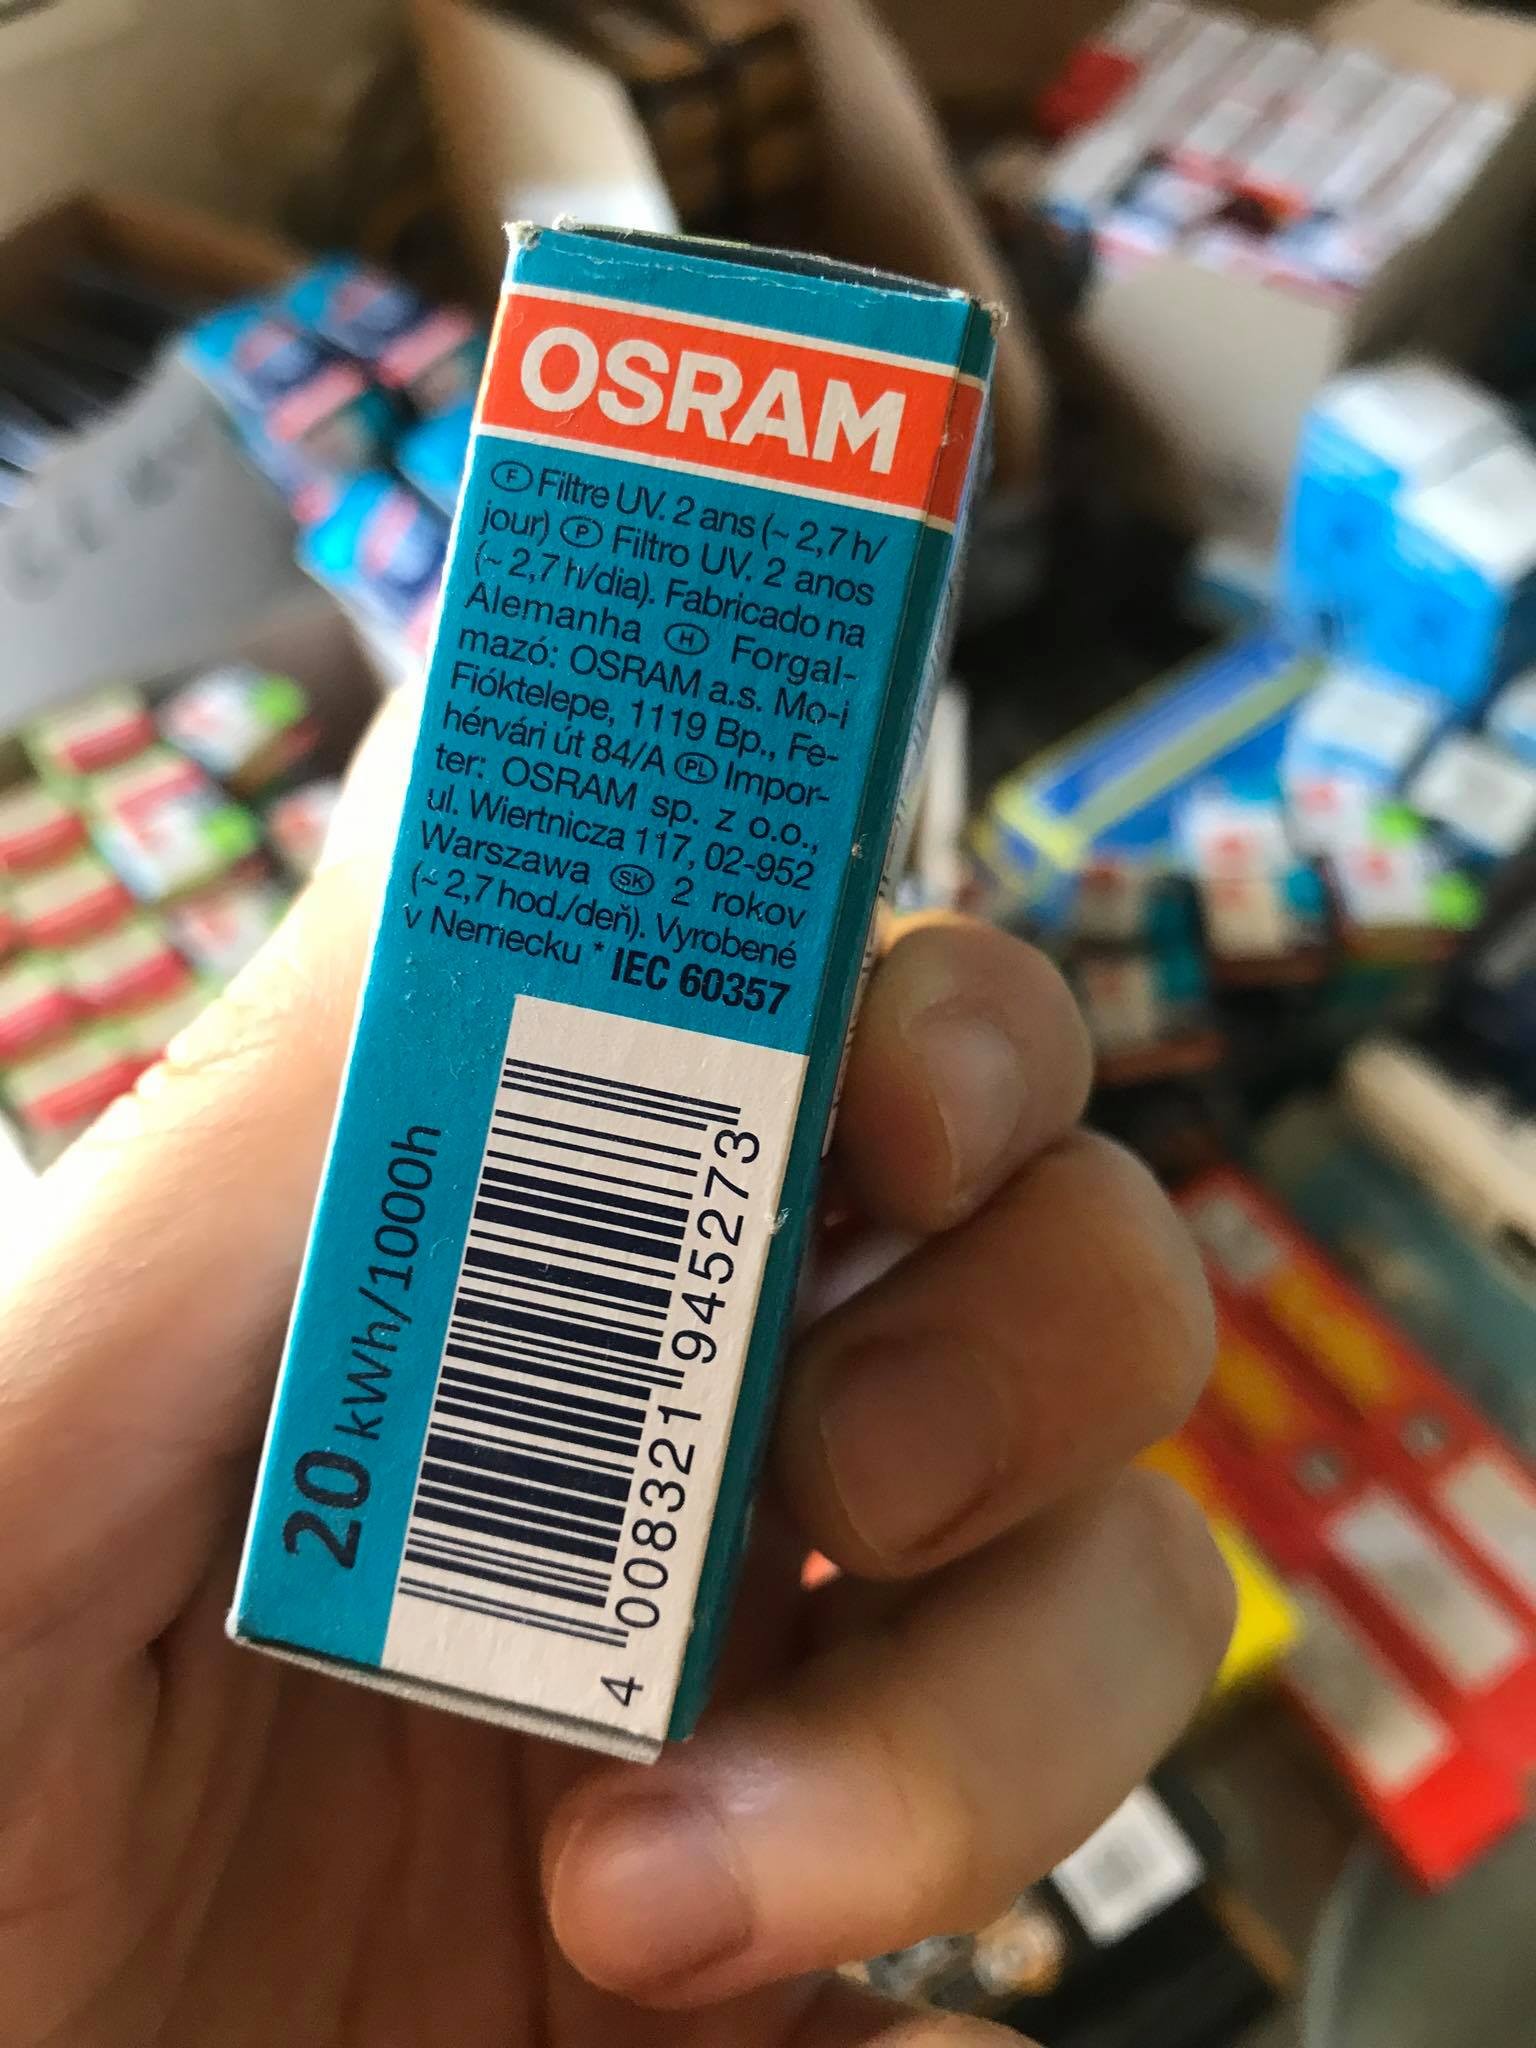 OSRAM
F Filtre UV. 2 ans (~ 2,7 h/
jour) P Filtro UV. 2 anos
(~ 2,7 h/dia). Fabricado na
Alemanha H Forgal-
mazó: OSRAM a.s. Mo-i
Fióktelepe, 1119 Bp., Fe-
hérvári út 84/A PL Impor-
ter: OSRAM sp. z o.o.,
ul. Wiertnicza 117, 02-952
Warszawa SK 2 rokov
(~ 2,7 hod./deň). Vyrobené
v Nemecku * IEC 60357
20 kWh/1000h
4 008321 945273